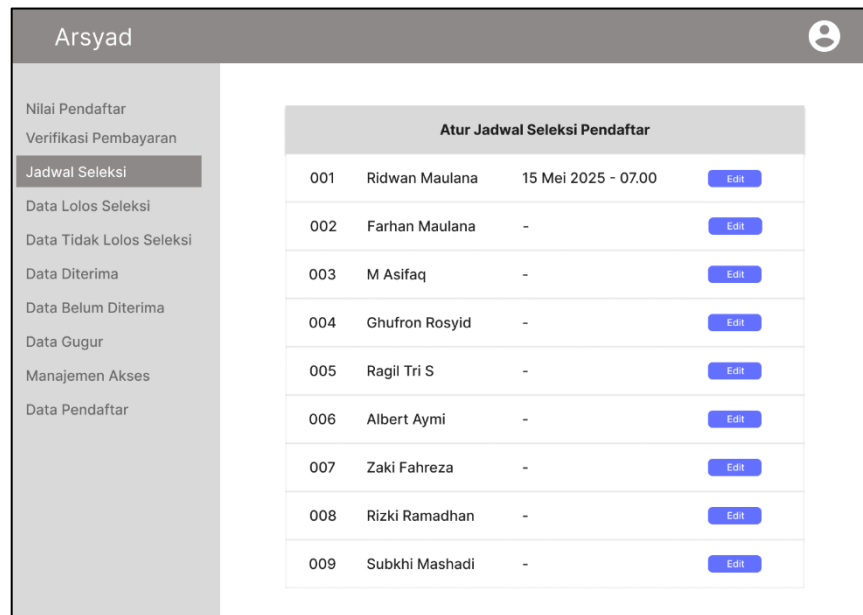 Arsyad
Nilai Pendaftar
Verifikasi Pembayaran
Jadwal Seleksi
Data Lolos Seleksi
Data Tidak Lolos Seleksi
Data Diterima
Data Belum Diterima
Data Gugur
Manajemen Akses
Data Pendaftar
Atur Jadwal Seleksi Pendaftar
001 Ridwan Maulana 15 Mei 2025 - 07.00 Edit
002 Farhan Maulana - Edit
003 M Asifaq - Edit
004 Ghufron Rosyid - Edit
005 Ragil Tri S - Edit
006 Albert Aymi - Edit
007 Zaki Fahreza - Edit
008 Rizki Ramadhan - Edit
009 Subkhi Mashadi - Edit